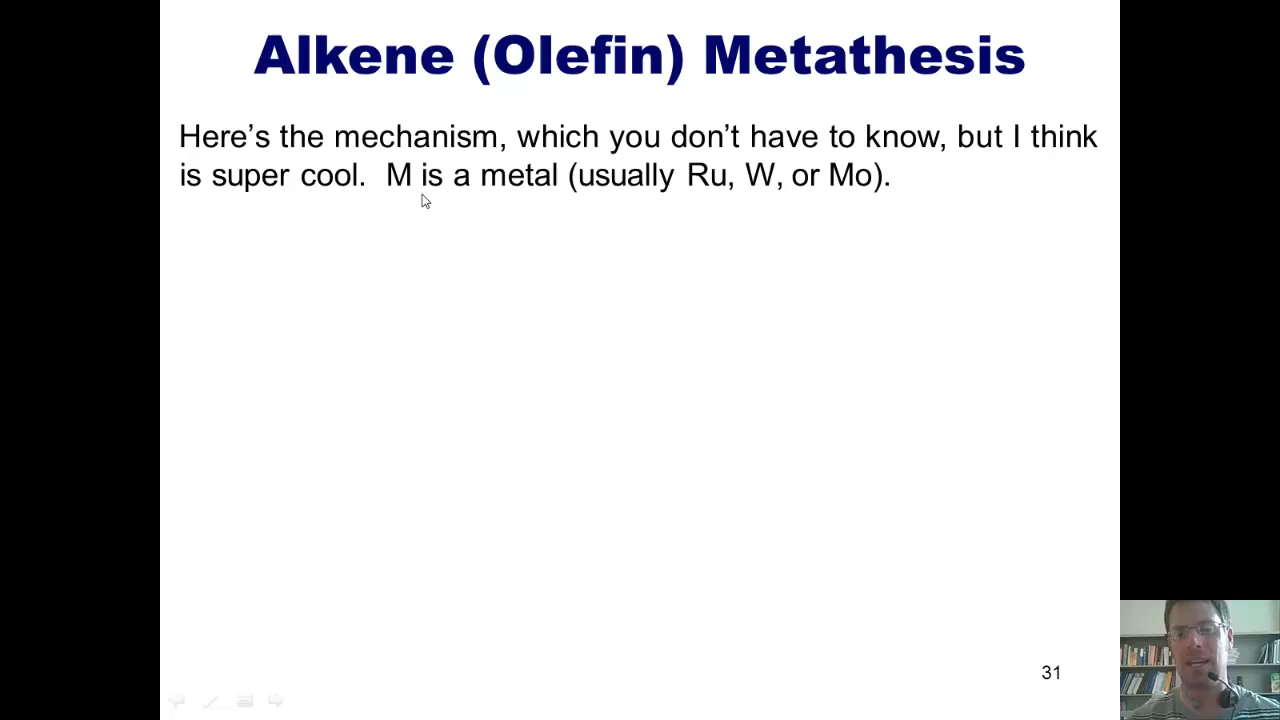 Alkene (Olefin) Metathesis
Here’s the mechanism, which you don’t have to know, but I think
is super cool.  M is a metal (usually Ru, W, or Mo).
31